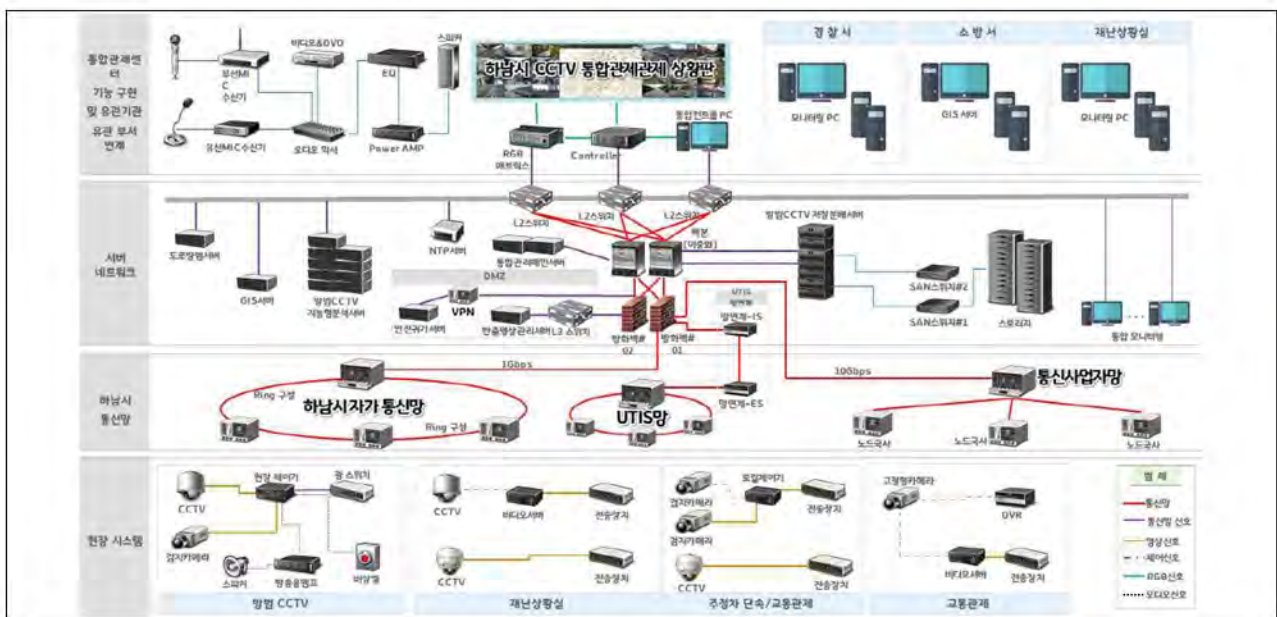 통합관제센터
기능 구현
및 유관기관
유관 부서
연계
무선MIC
수신기
비디오&DVD
EQ
스피커
유선MIC수신기
오디오 믹서
Power AMP
하남시 CCTV 통합관제관제 상황판
RGB
매트릭스
Controller
통합컨트롤 PC
경찰서
모니터링 PC
소방서
GIS 서버
재난상황실
모니터링 PC
서버
네트워크
도로방범서버
GIS서버
방범CCTV
지능형분석서버
NTP서버
L2스위치
L2스위치
L2스위치
통합관리메인서버
백본
(이중화)
DMZ
안전귀가서버
VPN
반출영상관리서버
L3 스위치
방화벽#
02
방화벽#
01
UTIS
망연계
망연계-IS
방범CCTV 저장분배서버
SAN스위치#2
SAN스위치#1
스토리지
통합 모니터링
하남시
통신망
1Gbps
Ring 구성
하남시자가 통신망
Ring 구성
UTIS망
망연계-ES
10Gbps
통신사업자망
노드국사
노드국사
노드국사
현장 시스템
CCTV
현장 제어기
광 스위치
검지카메라
스피커
방송용앰프
비상벨
방범 CCTV
CCTV
비디오서버
전송장치
CCTV
전송장치
재난상황실
검지카메라
로컬제어기
전송장치
검지카메라
CCTV
전송장치
주정차 단속/교통관제
고정형카메라
DVR
비디오서버
전송장치
교통관제
범 례
통신망
통신및 신호
영상신호
제어신호
RGB신호
오디오신호